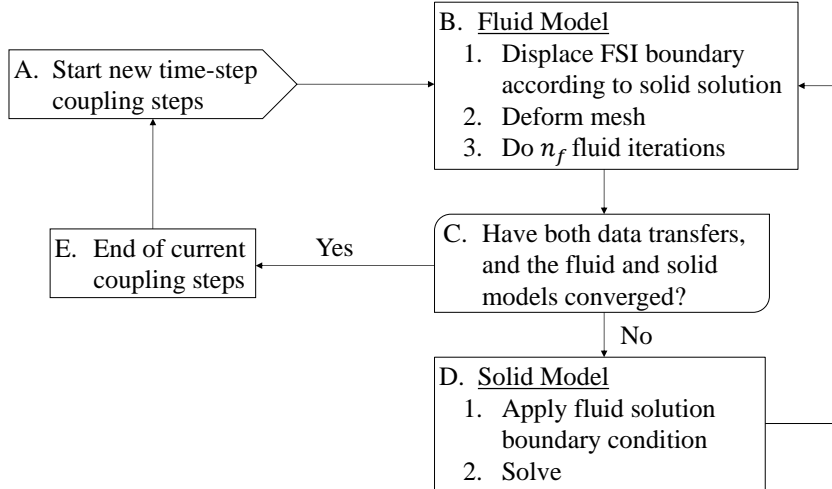 A. Start new time-step
coupling steps
B. Fluid Model
1. Displace FSI boundary
according to solid solution
2. Deform mesh
3. Do n_f fluid iterations
C. Have both data transfers,
and the fluid and solid
models converged?
Yes
E. End of current
coupling steps
No
D. Solid Model
1. Apply fluid solution
boundary condition
2. Solve